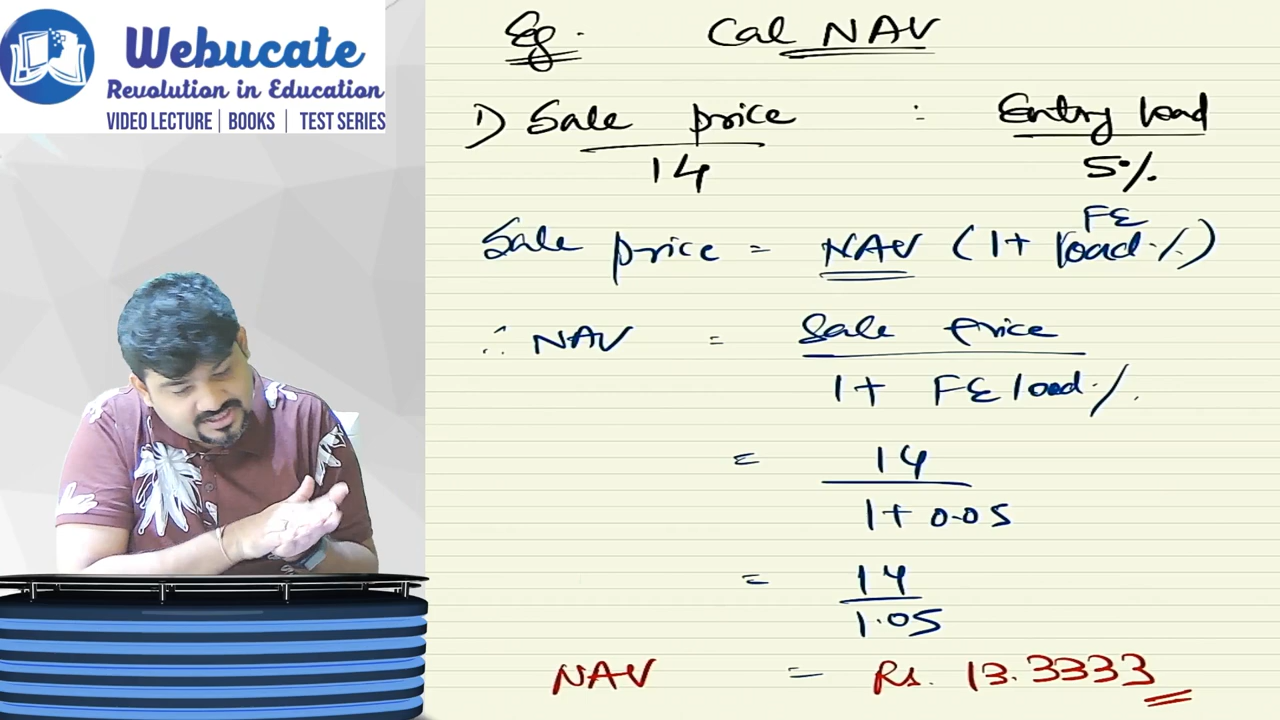 Webucate
Revolution in Education
VIDEO LECTURE | BOOKS | TEST SERIES
Eg. Cal NAV
1) Sale price : Entry load
14 5%
FE
Sale price = NAV (1+ load %)
∴ NAV = Sale Price
1 + FE load %.
= 14
1 + 0.05
= 14
1.05
NAV = Rs. 13.3333